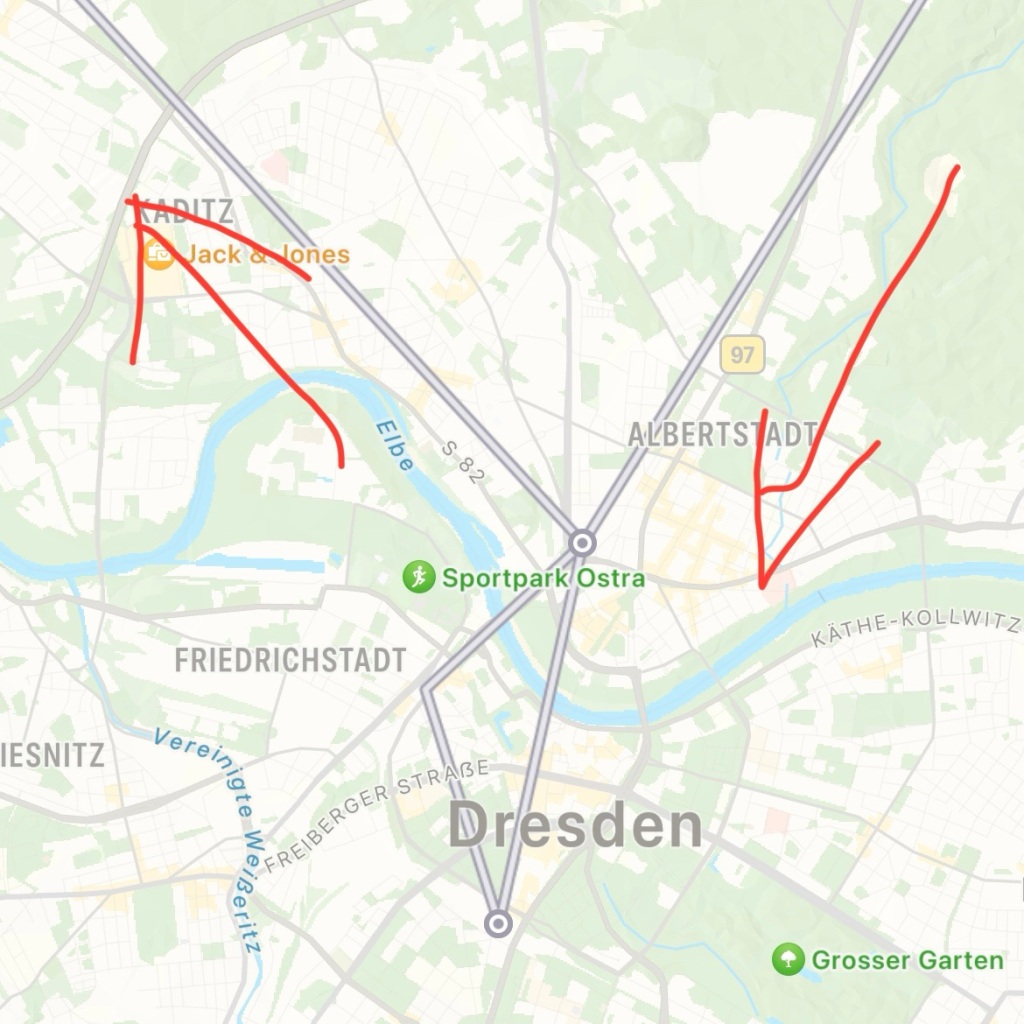 KADITZ
Jack & Jones
97
ALBERTSTADT
Elbe
S 82
Sportpark Ostra
KÄTHE-KOLLWITZ
FRIEDRICHSTADT
IESNITZ
Vereinigte Weißeritz
FREIBERGER STRAßE
Dresden
Grosser Garten